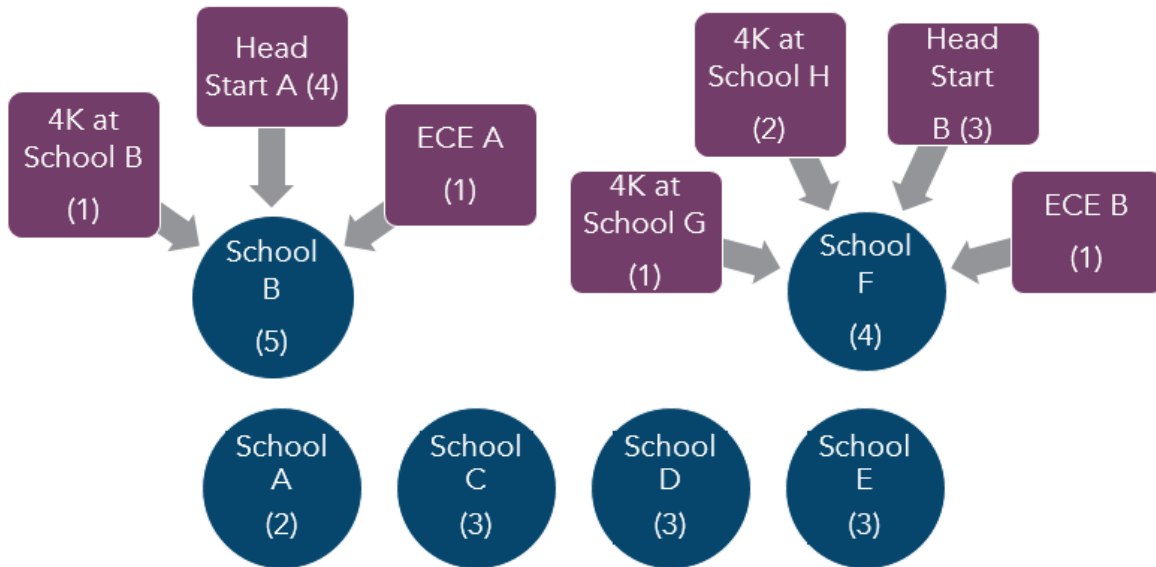 4K at
School B
(1)
Head
Start A (4)
ECE A
(1)
School
B
(5)
4K at
School G
(1)
4K at
School H
(2)
Head
Start
B (3)
ECE B
(1)
School
F
(4)
School
A
(2)
School
C
(3)
School
D
(3)
School
E
(3)